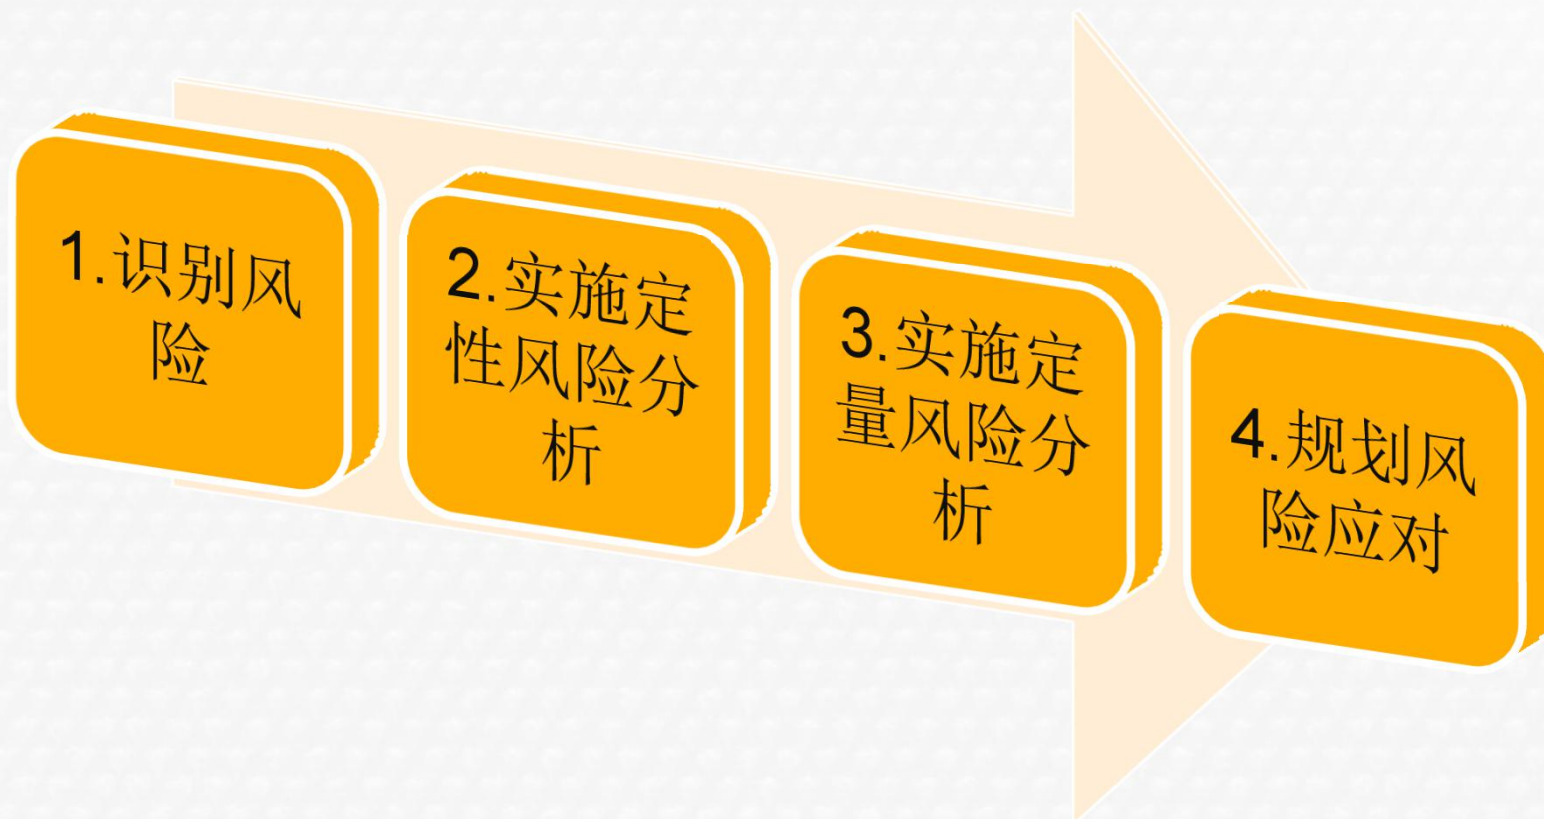 1.识别风
险
2.实施定
性风险分
析
3.实施定
量风险分
析
4.规划风
险应对